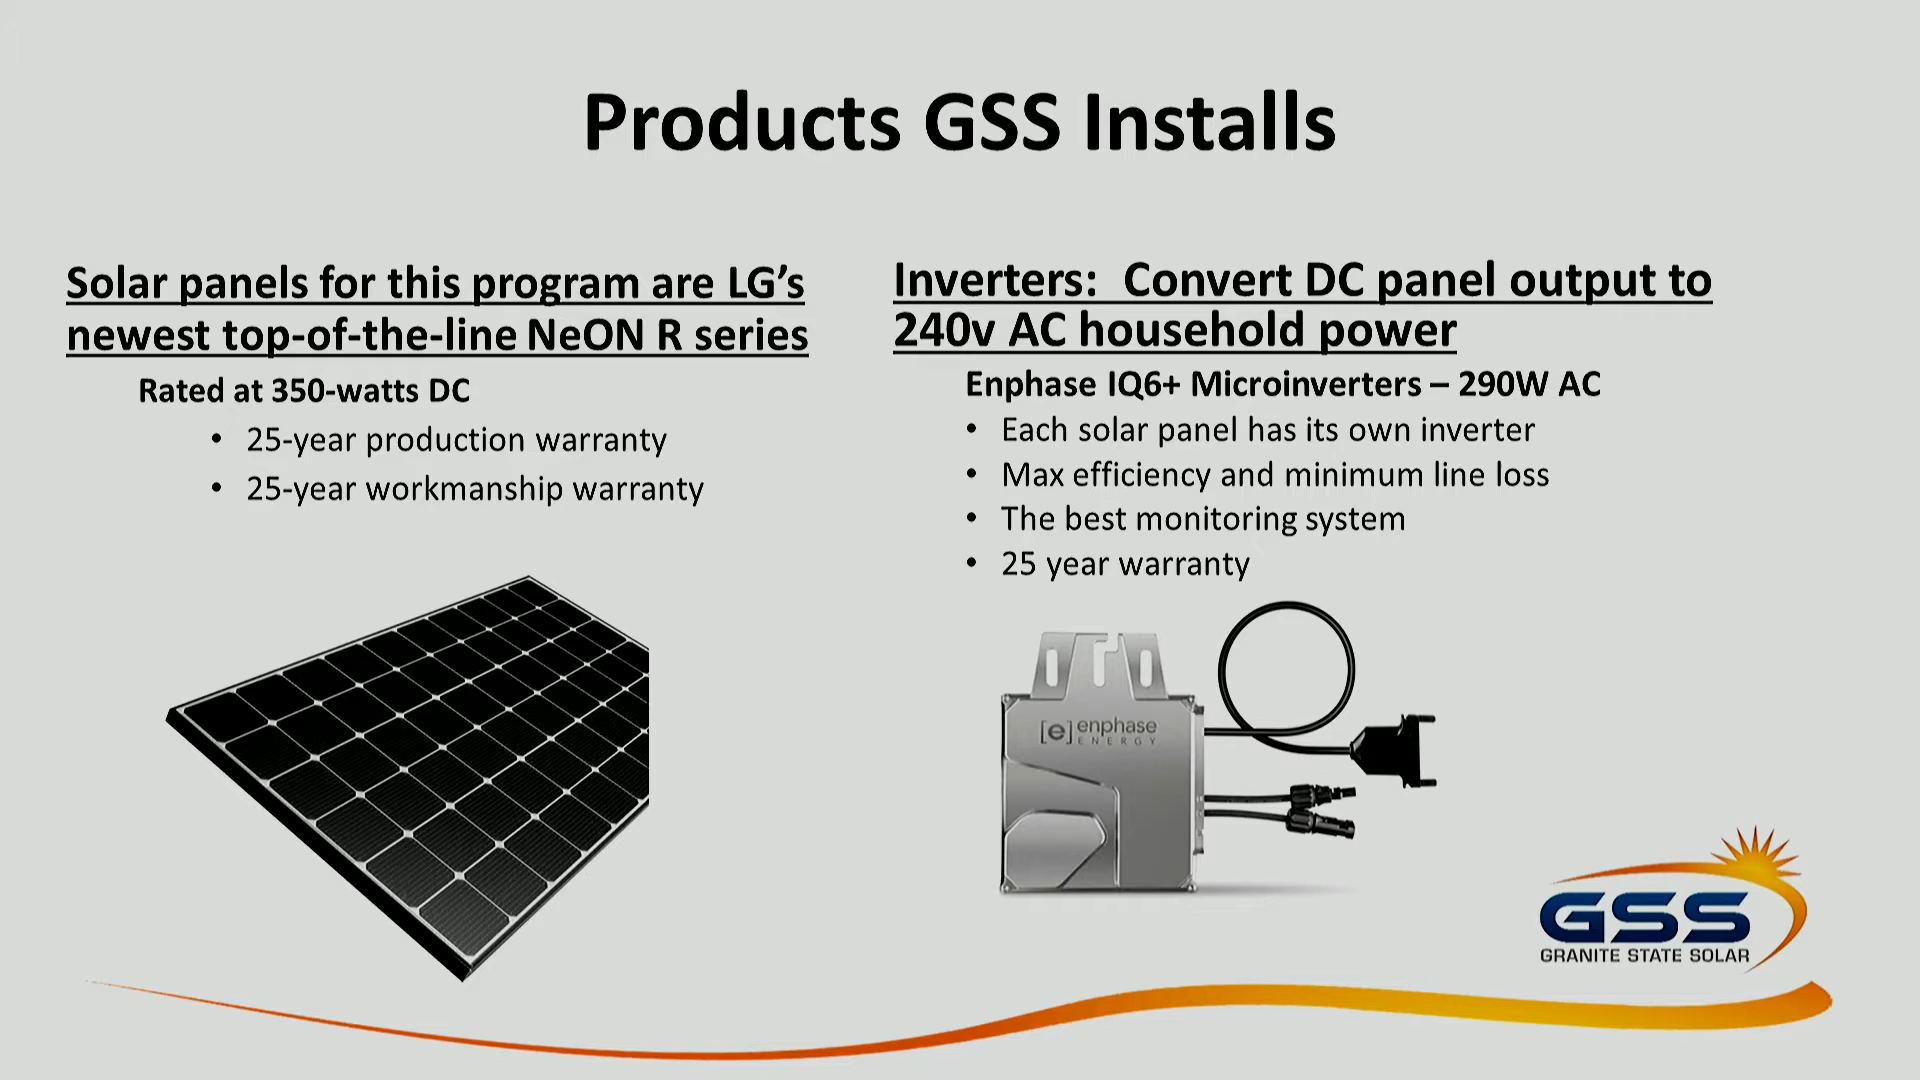 Products GSS Installs
Solar panels for this program are LG's
newest top-of-the-line NeON R series
Rated at 350-watts DC
• 25-year production warranty
• 25-year workmanship warranty
Inverters:  Convert DC panel output to
240v AC household power
Enphase IQ6+ Microinverters – 290W AC
• Each solar panel has its own inverter
• Max efficiency and minimum line loss
• The best monitoring system
• 25 year warranty
[e] enphase
ENERGY
GSS
GRANITE STATE SOLAR